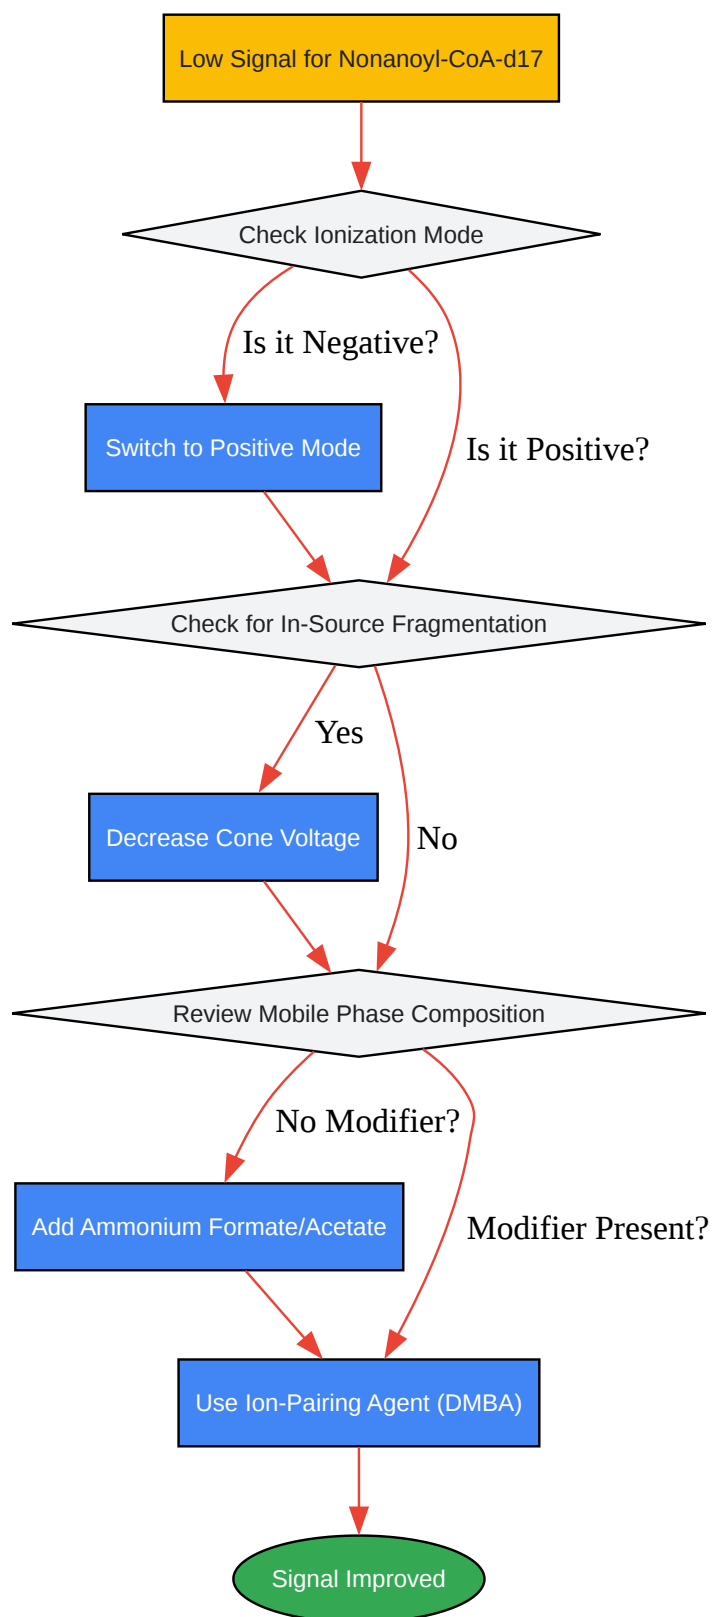 Low Signal for Nonanoyl-CoA-d17
Check Ionization Mode
Is it Negative?
Switch to Positive Mode
Is it Positive?
Check for In-Source Fragmentation
Yes
Decrease Cone Voltage
No
Review Mobile Phase Composition
No Modifier?
Add Ammonium Formate/Acetate
Modifier Present?
Use Ion-Pairing Agent (DMBA)
Signal Improved